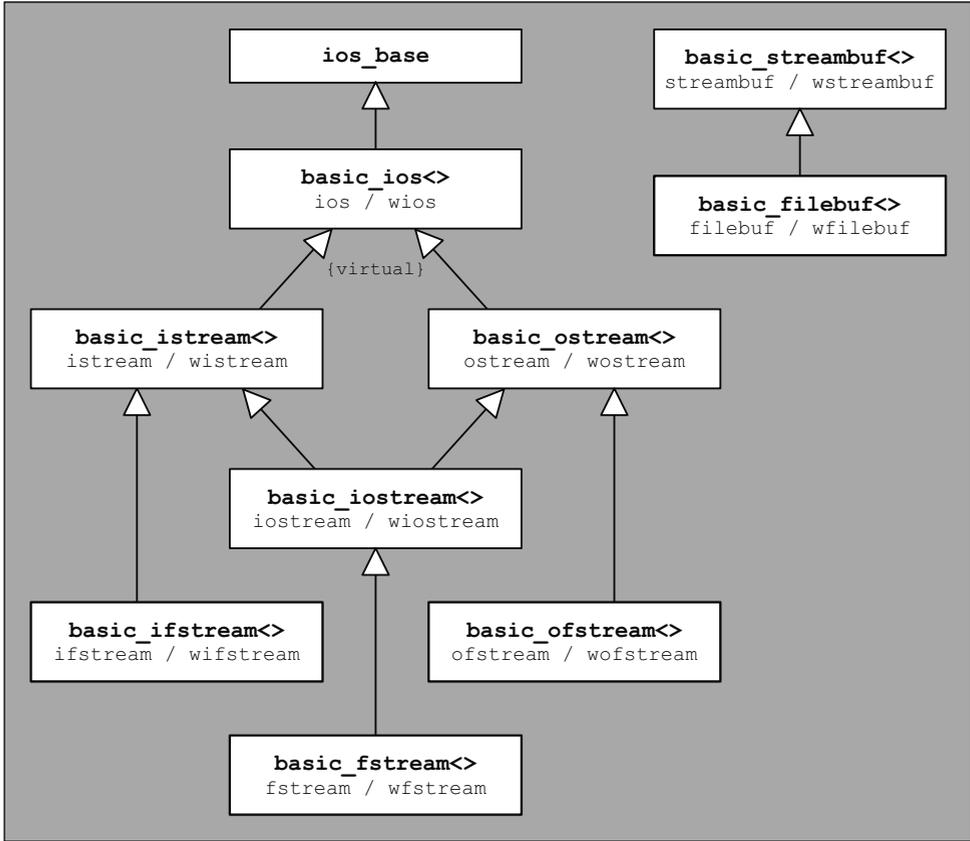 ios_base
basic_streambuf<>
streambuf / wstreambuf
basic_ios<>
ios / wios
basic_filebuf<>
filebuf / wfilebuf
{virtual}
basic_istream<>
istream / wistream
basic_ostream<>
ostream / wostream
basic_iostream<>
iostream / wiostream
basic_ifstream<>
ifstream / wifstream
basic_ofstream<>
ofstream / wofstream
basic_fstream<>
fstream / wfstream